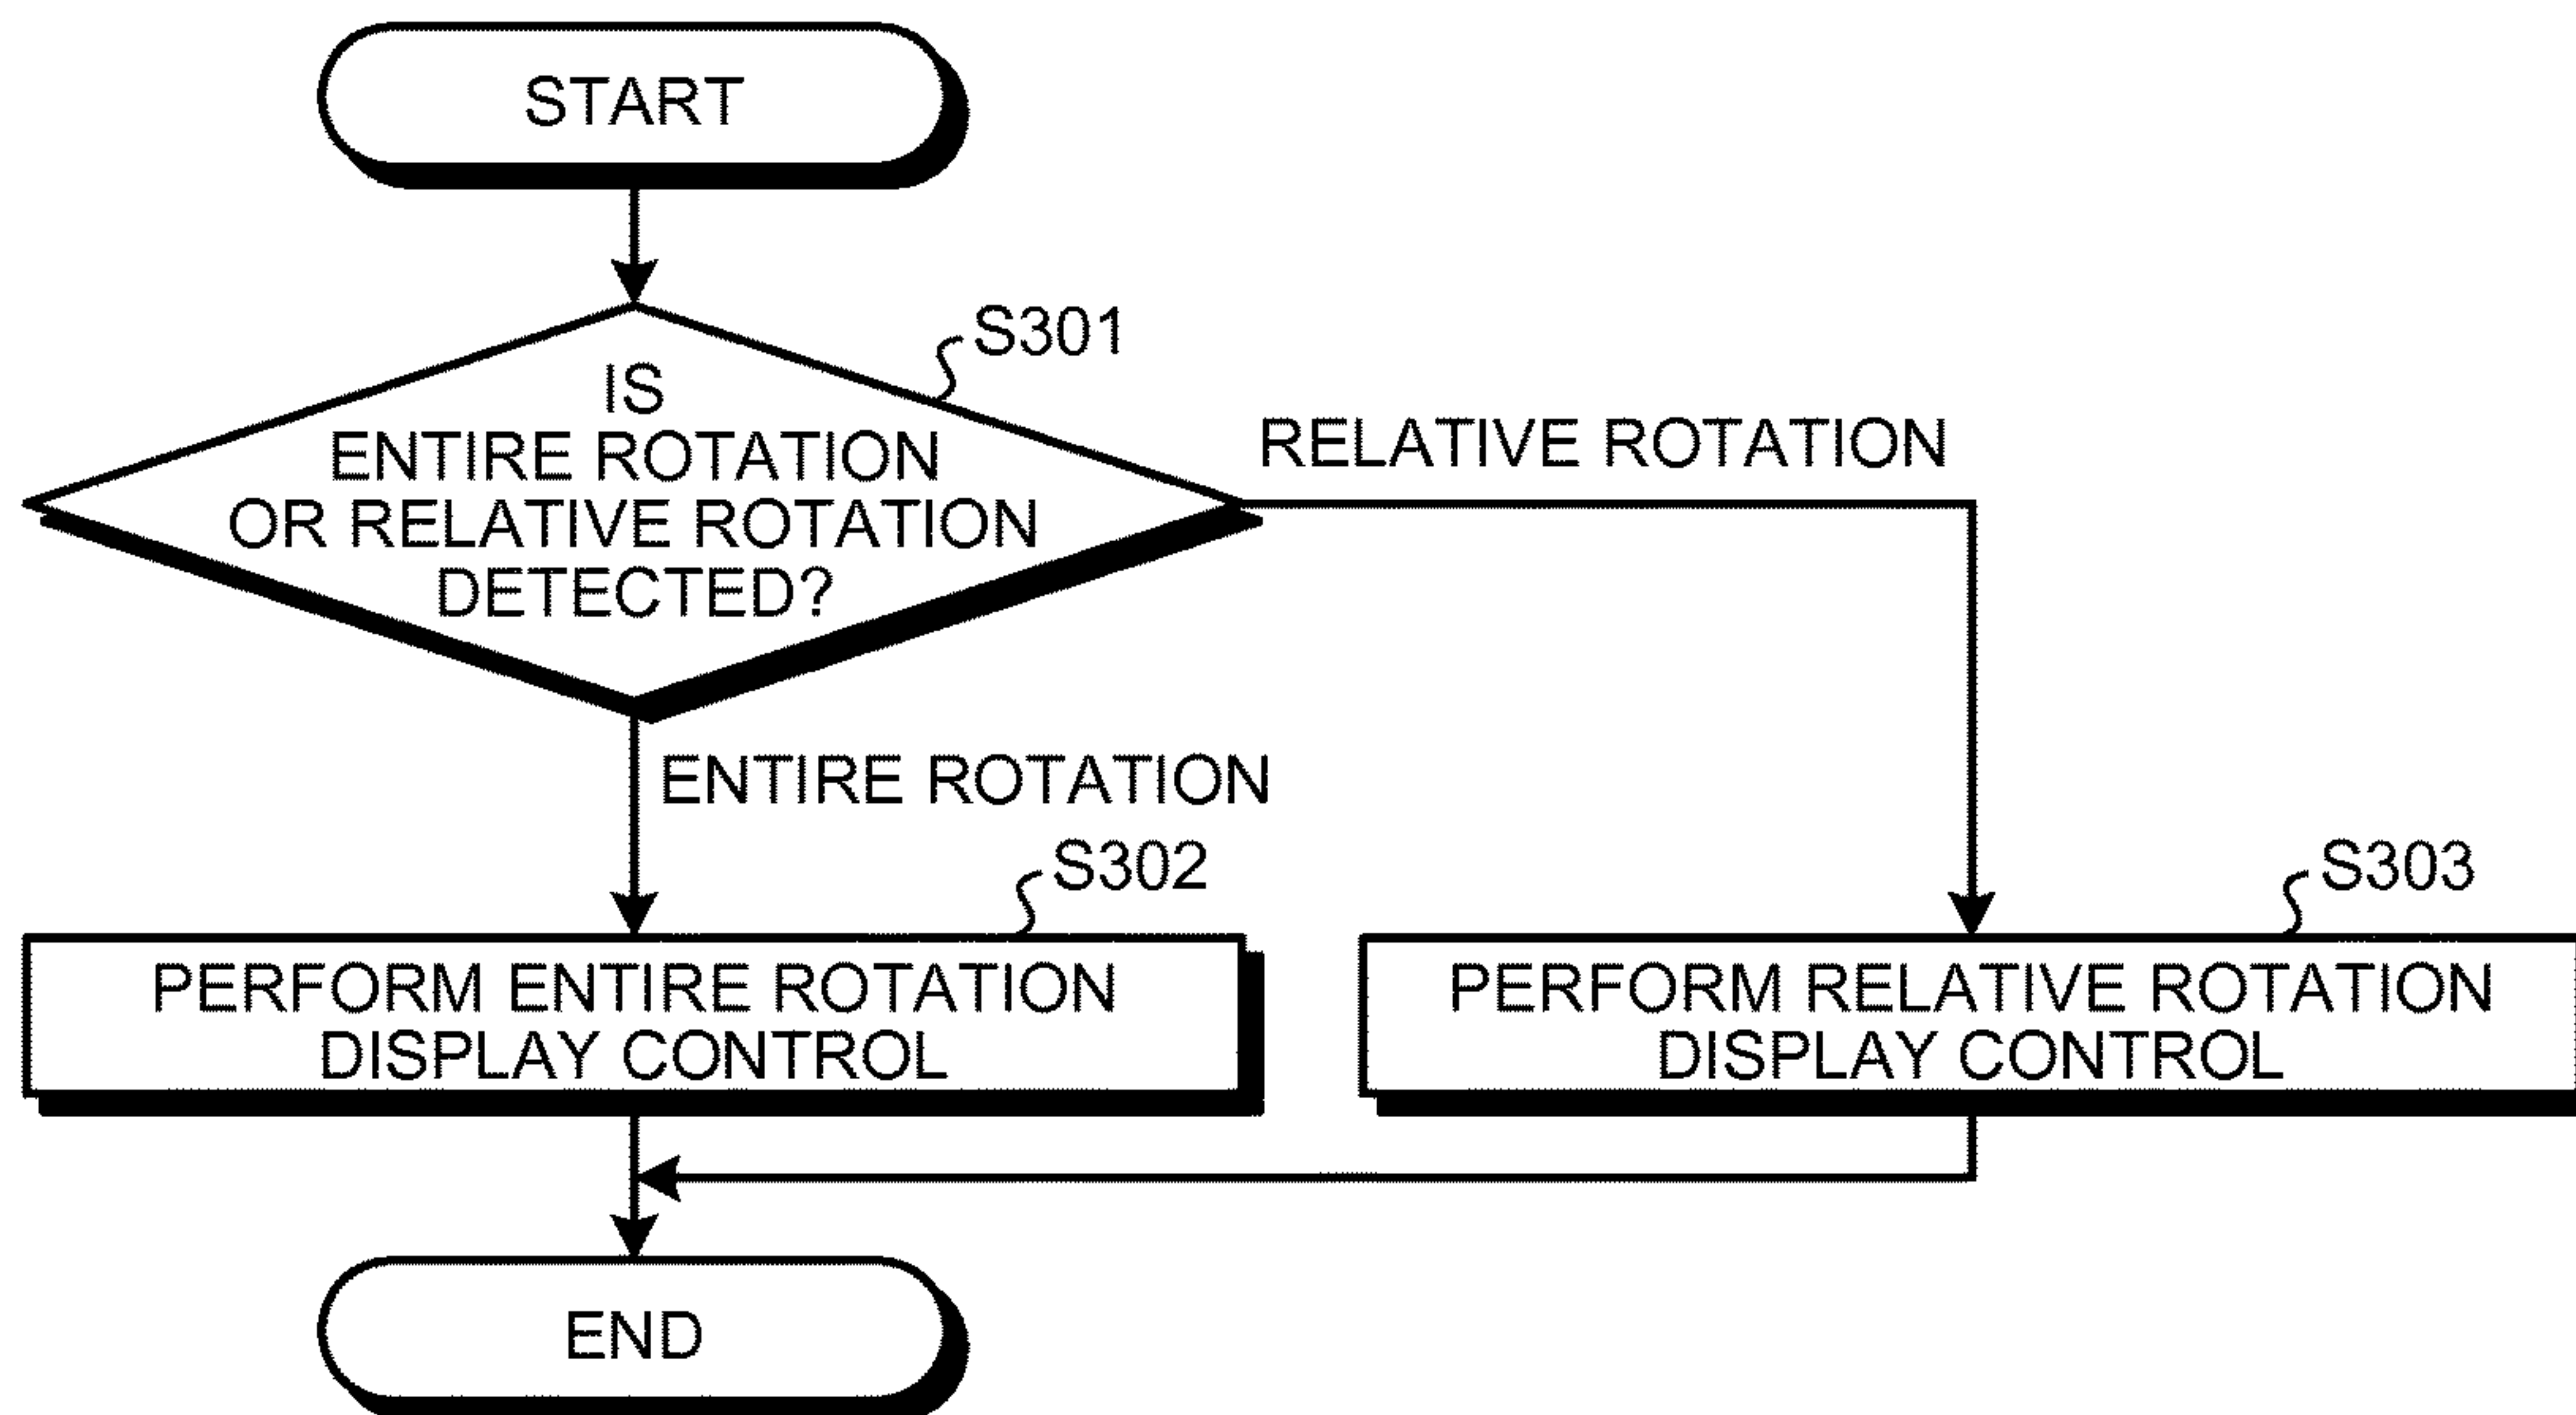 START
S301
IS
ENTIRE ROTATION
OR RELATIVE ROTATION
DETECTED?
RELATIVE ROTATION
ENTIRE ROTATION
S302
PERFORM ENTIRE ROTATION
DISPLAY CONTROL
S303
PERFORM RELATIVE ROTATION
DISPLAY CONTROL
END